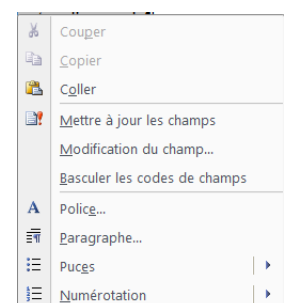 Couper
Copier
Coller
Mettre à jour les champs
Modification du champ...
Basculer les codes de champs
Police...
Paragraphe...
Puces
Numérotation